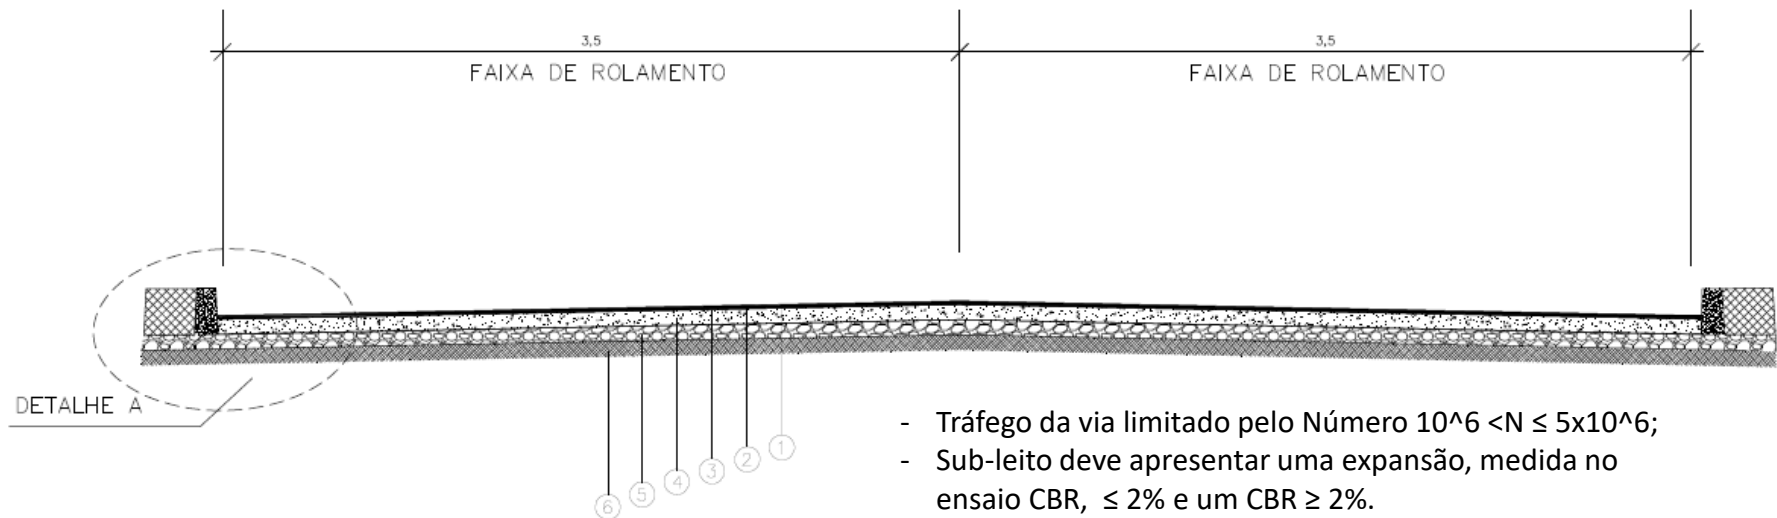 3,5
3,5
FAIXA DE ROLAMENTO
FAIXA DE ROLAMENTO
DETALHE A
- Tráfego da via limitado pelo Número 10^6 <N ≤ 5x10^6;
- Sub-leito deve apresentar uma expansão, medida no
ensaio CBR, ≤ 2% e um CBR ≥ 2%.
1
2
3
4
5
6